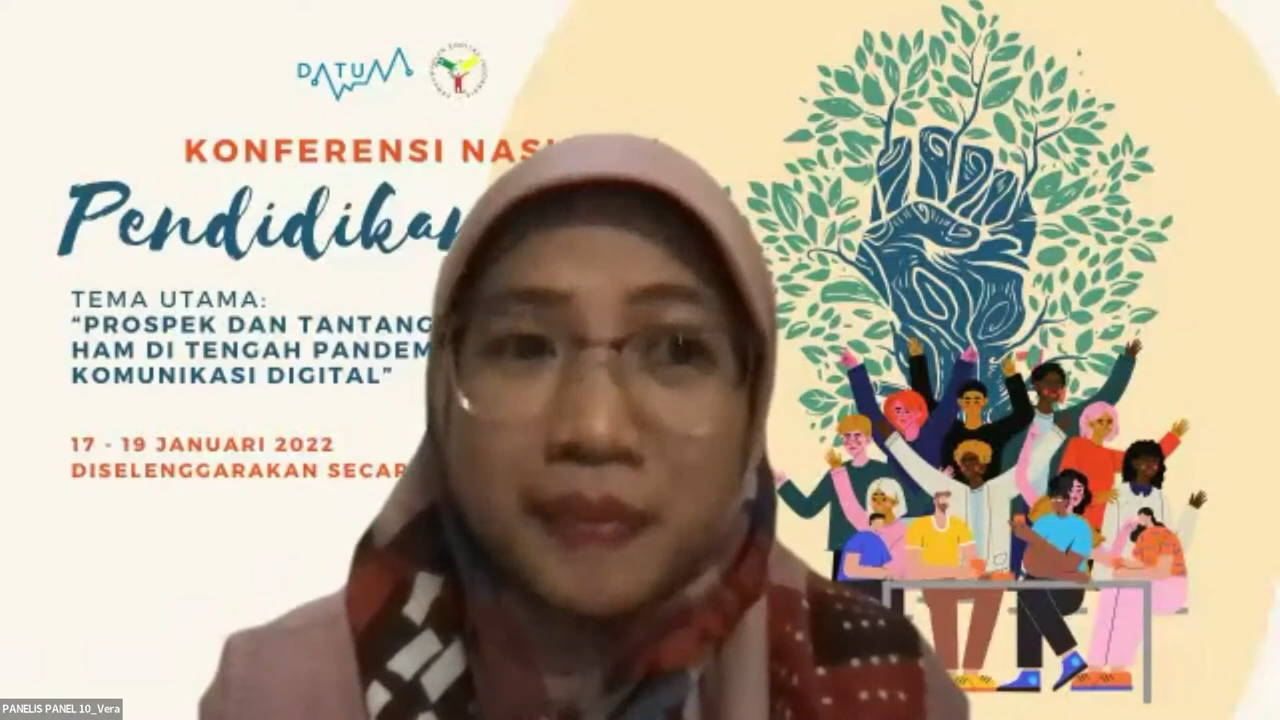 DATUM
KONFERENSI NAS
Pendidikan
TEMA UTAMA:
“PROSPEK DAN TANTANG
HAM DI TENGAH PANDEM
KOMUNIKASI DIGITAL”
17 - 19 JANUARI 2022
DISELENGGARAKAN SECAR
PANELIS PANEL 10_Vera